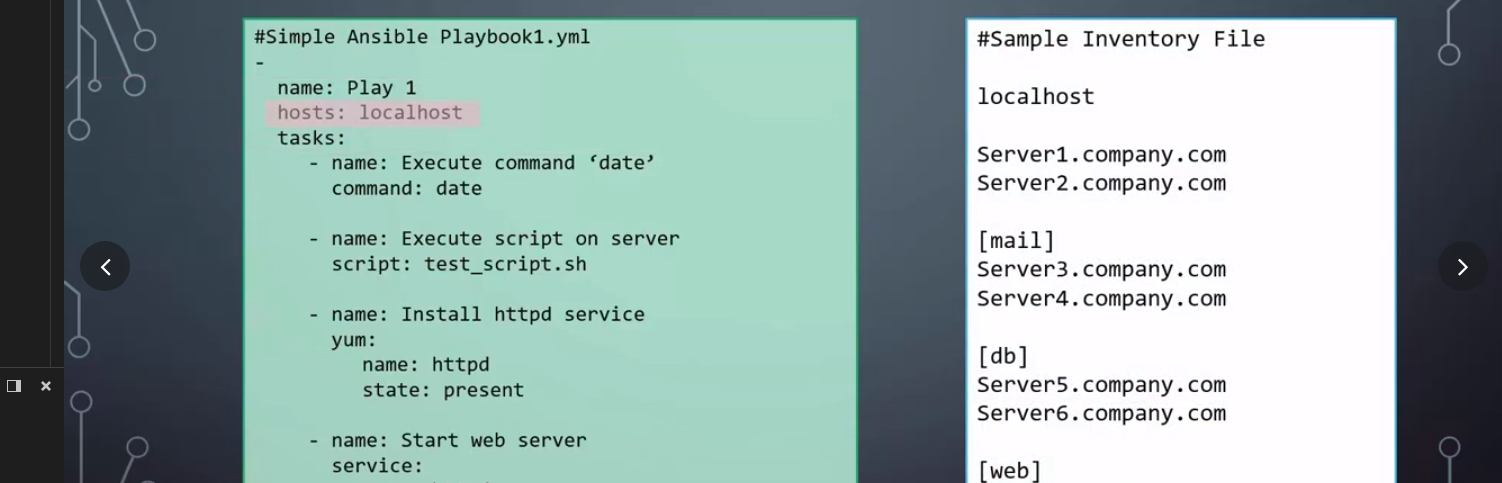 #Simple Ansible Playbook1.yml
-
name: Play 1
hosts: localhost
tasks:
- name: Execute command ‘date’
command: date
- name: Execute script on server
script: test_script.sh
- name: Install httpd service
yum:
name: httpd
state: present
- name: Start web server
service:
#Sample Inventory File
localhost
Server1.company.com
Server2.company.com
[mail]
Server3.company.com
Server4.company.com
[db]
Server5.company.com
Server6.company.com
[web]